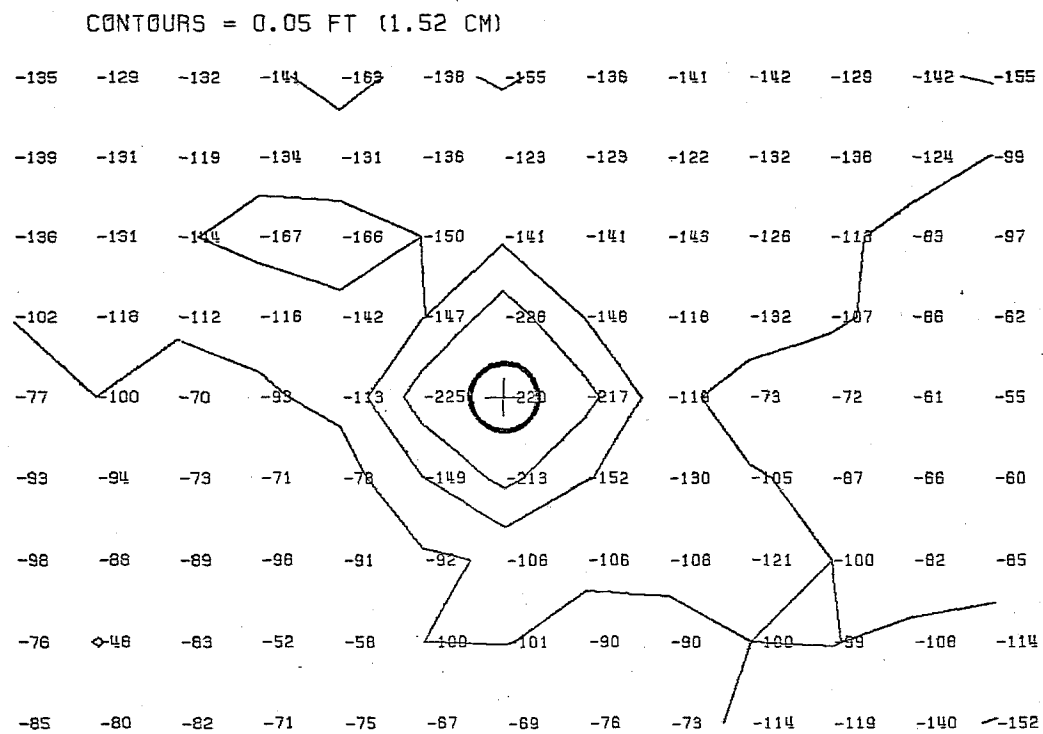 CONTOURS = 0.05 FT (1.52 CM)
-135 -129 -132 -141 -163 -138 -155 -136 -141 -142 -129 -142 -155
-139 -131 -119 -134 -131 -136 -123 -123 -122 -132 -138 -124 -99
-136 -131 -144 -167 -166 -150 -141 -141 -143 -126 -113 -83 -97
-102 -118 -112 -116 -142 -147 -226 -148 -118 -132 -107 -86 -62
-77 -100 -70 -93 -113 -225 -220 -217 -118 -73 -72 -61 -55
-93 -94 -73 -71 -78 -149 -213 -152 -130 -105 -87 -66 -60
-98 -88 -89 -98 -91 -92 -106 -106 -108 -121 -100 -82 -85
-76 -48 -83 -52 -58 -100 -101 -90 -90 -100 -99 -108 -114
-85 -80 -82 -71 -75 -67 -69 -76 -73 -114 -119 -140 -152